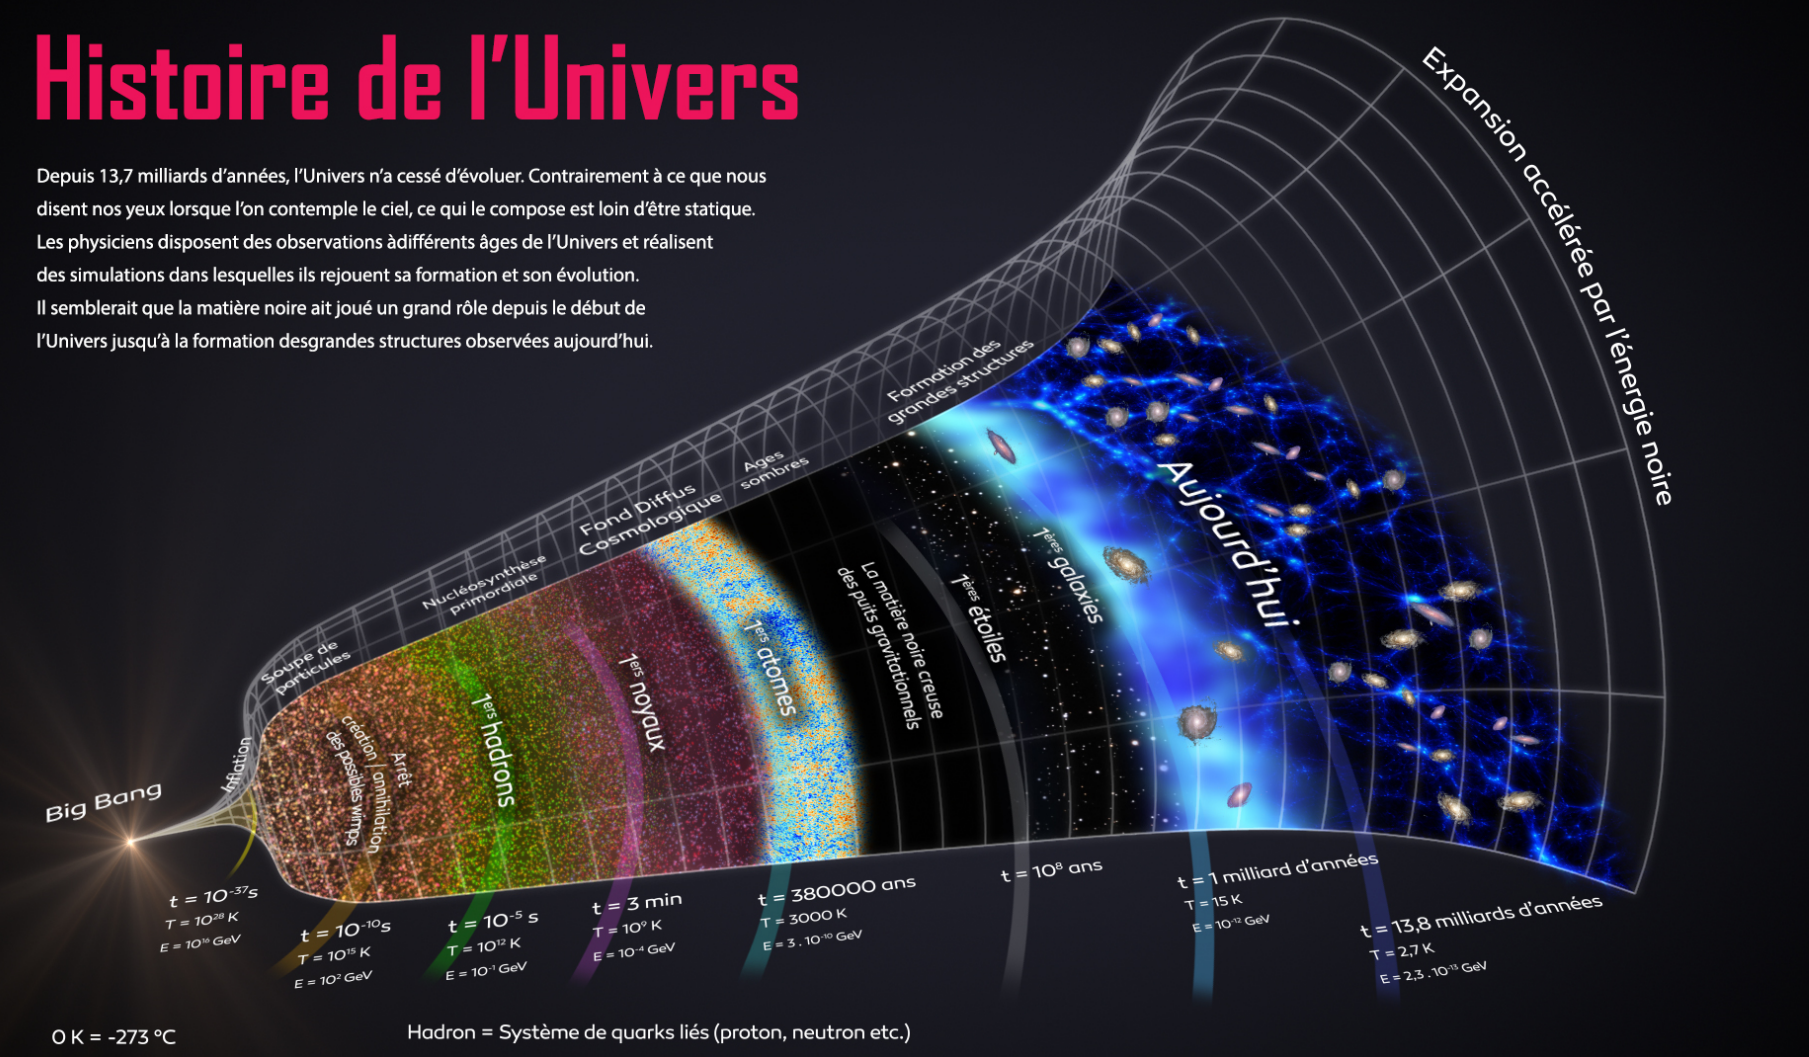 Histoire de l'Univers
Depuis 13,7 milliards d'années, l'Univers n'a cessé d'évoluer. Contrairement à ce que nous
disent nos yeux lorsque l'on contemple le ciel, ce qui le compose est loin d'être statique.
Les physiciens disposent des observations àdifférents âges de l'Univers et réalisent
des simulations dans lesquelles ils rejouent sa formation et son évolution.
Il semblerait que la matière noire ait joué un grand rôle depuis le début de
l'Univers jusqu'à la formation desgrandes structures observées aujourd'hui.
Expansion accélérée par l'énergie noire
Formation des
grandes structures
Ages
sombres
Fond Diffus
Cosmologique
Nucléosynthèse
primordiale
Soupe de
particules
Inflation
Big Bang
Arrêt
création / annihilation
des possibles wimps
1ers hadrons
1ers noyaux
1ers atomes
La matière noire creuse
des puits gravitationnels
1ères étoiles
1ères galaxies
Aujourd'hui
t = 10⁻³⁷s
T = 10²⁸ K
E = 10¹⁶ GeV
t = 10⁻¹⁰s
T = 10¹⁵ K
E = 10² GeV
t = 10⁻⁵ s
T = 10¹² K
E = 10⁻¹ GeV
t = 3 min
T = 10⁹ K
E = 10⁻⁴ GeV
t = 380000 ans
T = 3000 K
E = 3 . 10⁻¹⁰ GeV
t = 10⁸ ans
t = 1 milliard d'années
T = 15 K
E = 10⁻¹² GeV
t = 13,8 milliards d'années
T = 2,7 K
E = 2,3 . 10⁻¹³ GeV
0 K = -273 °C
Hadron = Système de quarks liés (proton, neutron etc.)